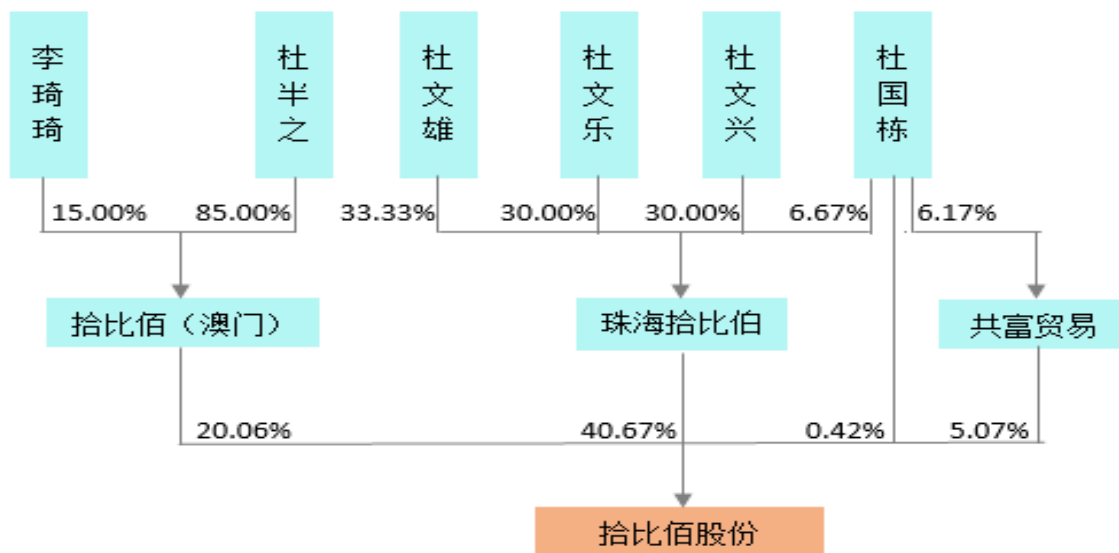 李琦琦
杜半之
杜文雄
杜文乐
杜文兴
杜国栋
15.00%
85.00%
33.33%
30.00%
30.00%
6.67%
6.17%
拾比佰（澳门）
珠海拾比伯
共富贸易
20.06%
40.67%
0.42%
5.07%
拾比佰股份